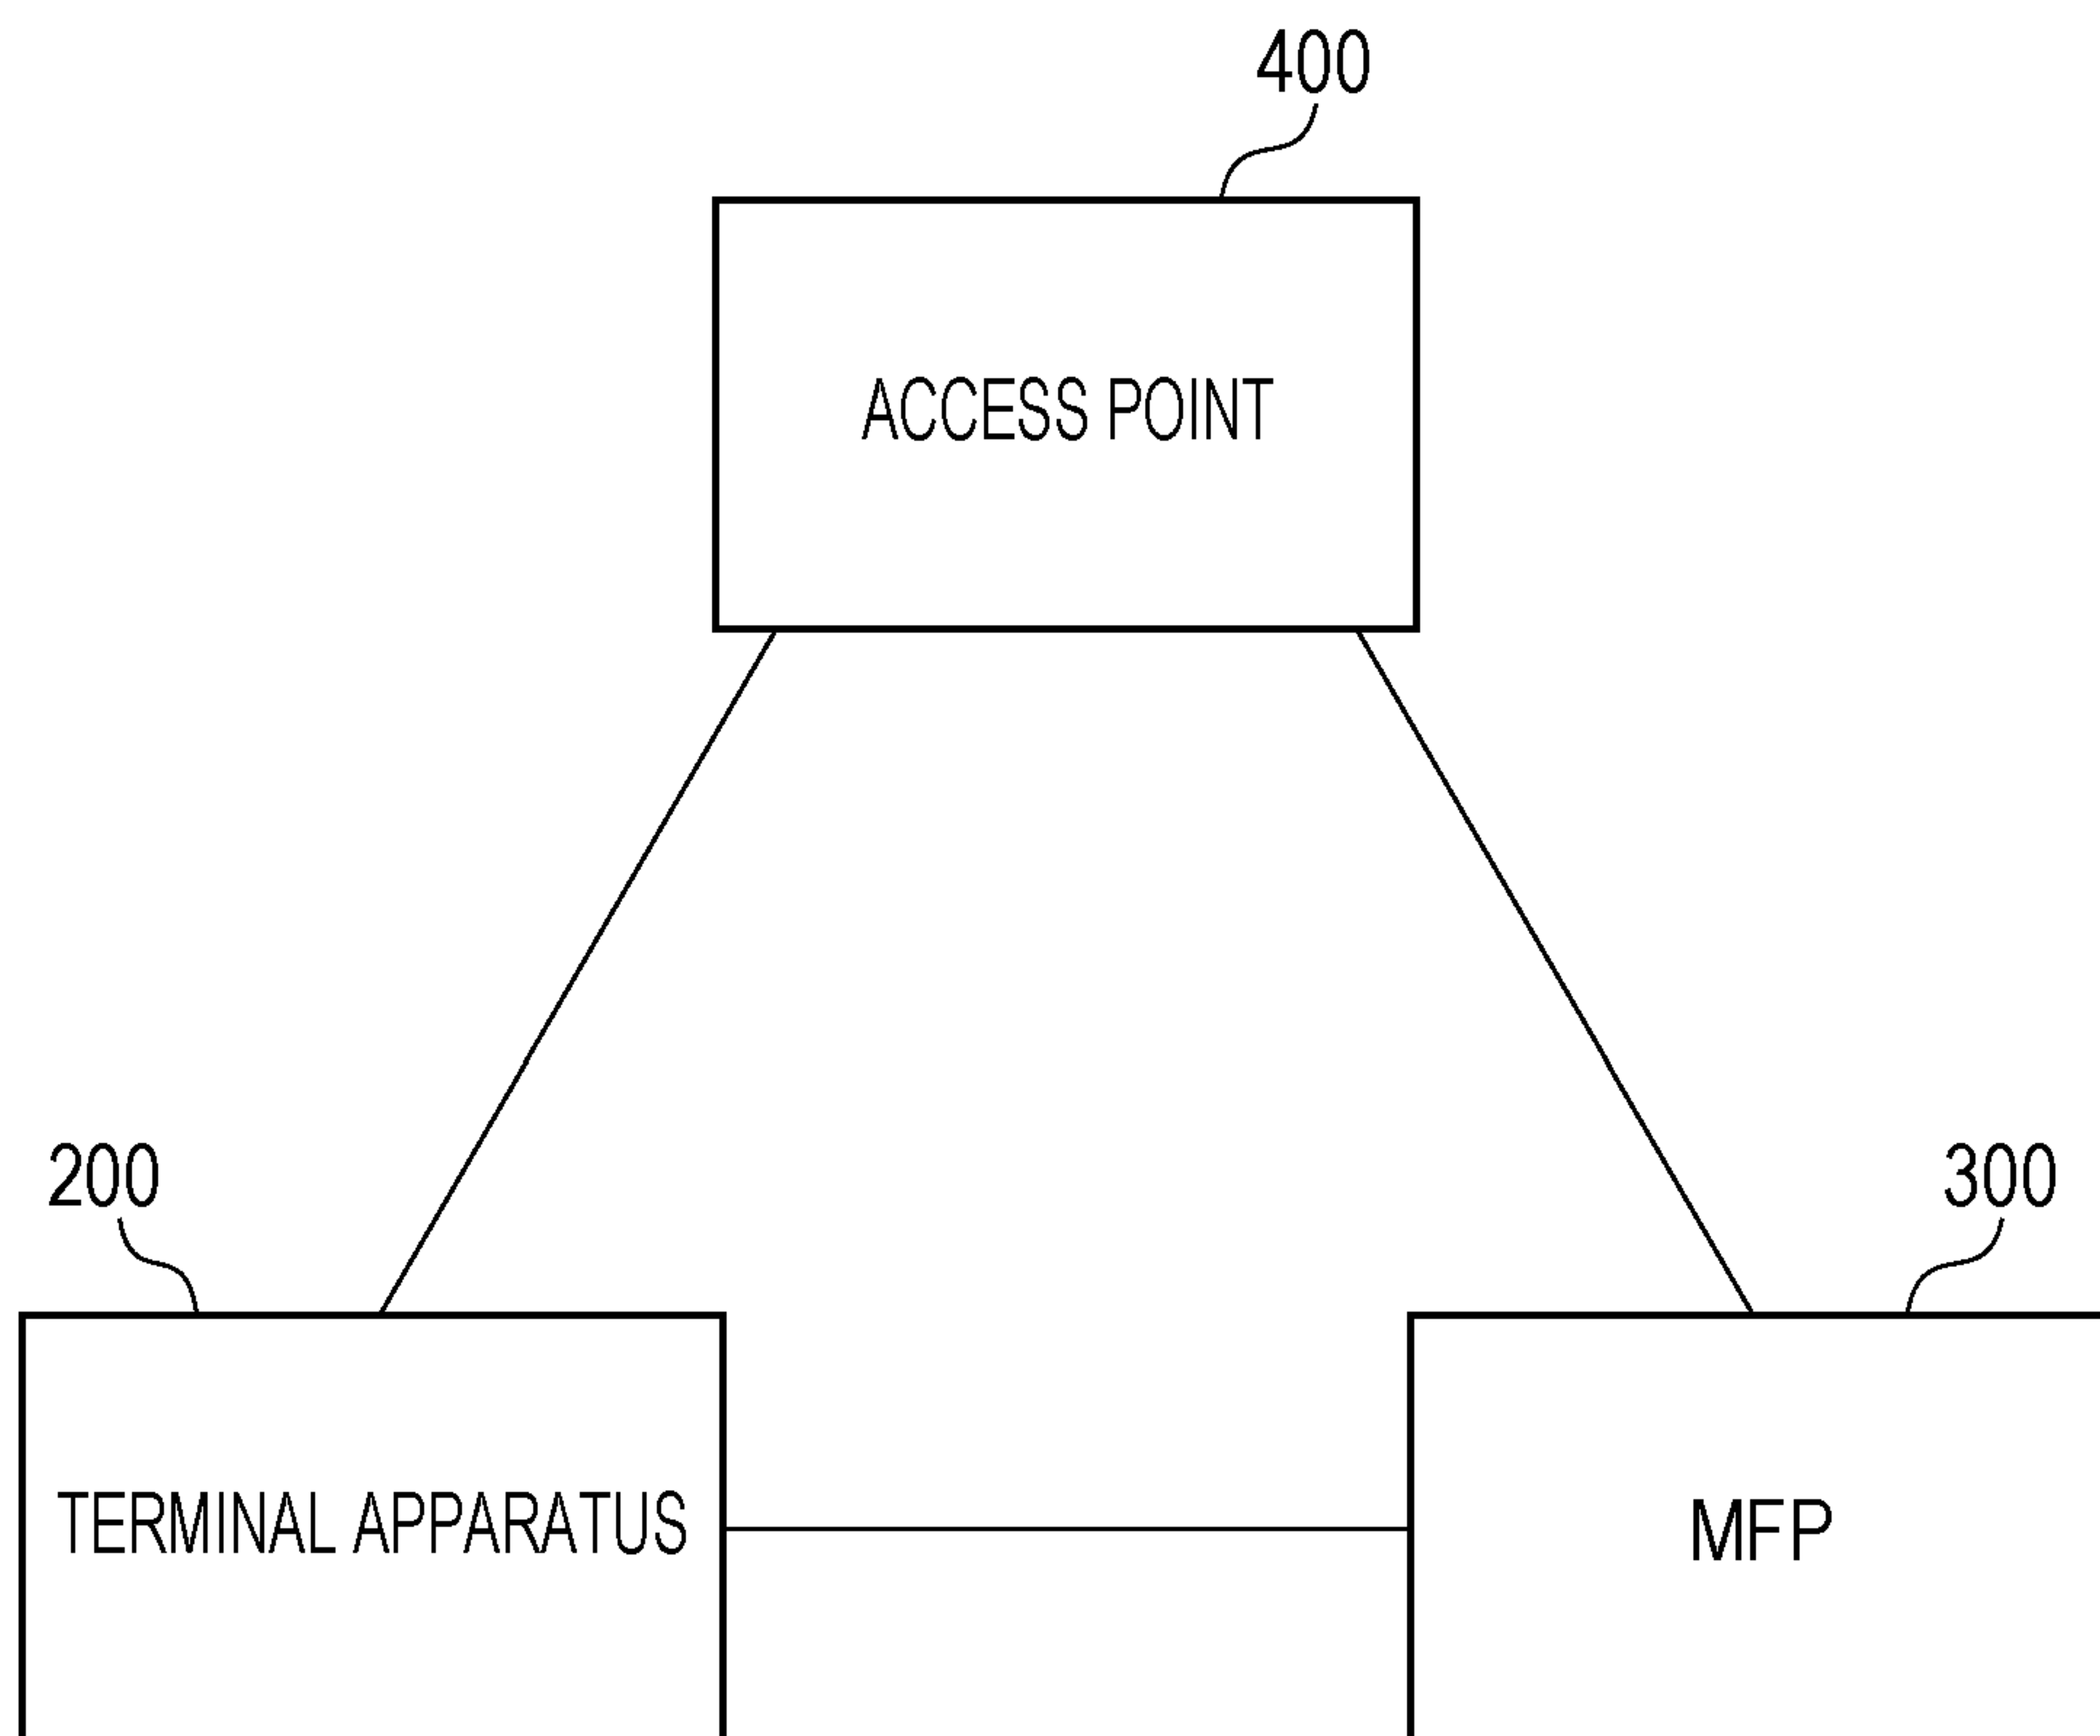 400
ACCESS POINT
200
300
TERMINAL APPARATUS
MFP